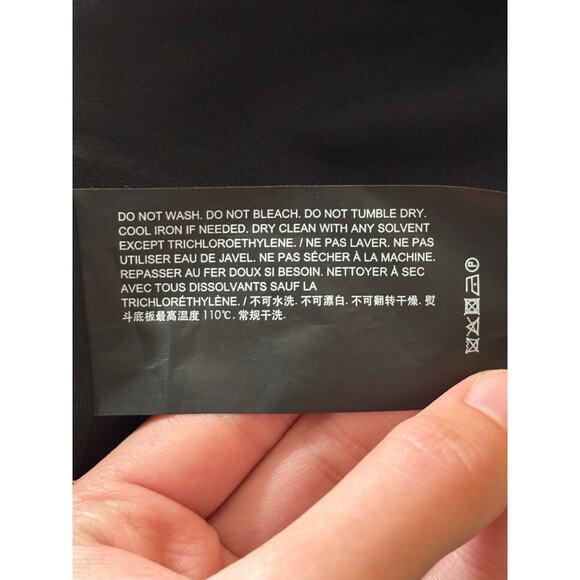 DO NOT WASH. DO NOT BLEACH. DO NOT TUMBLE DRY.
COOL IRON IF NEEDED. DRY CLEAN WITH ANY SOLVENT
EXCEPT TRICHLOROETHYLENE. / NE PAS LAVER. NE PAS
UTILISER EAU DE JAVEL. NE PAS SÉCHER À LA MACHINE.
REPASSER AU FER DOUX SI BESOIN. NETTOYER À SEC
AVEC TOUS DISSOLVANTS SAUF LA
TRICHLORÉTHYLÈNE. / 不可水洗. 不可漂白. 不可翻转干燥. 熨
斗底板最高温度 110℃. 常规干洗.
P